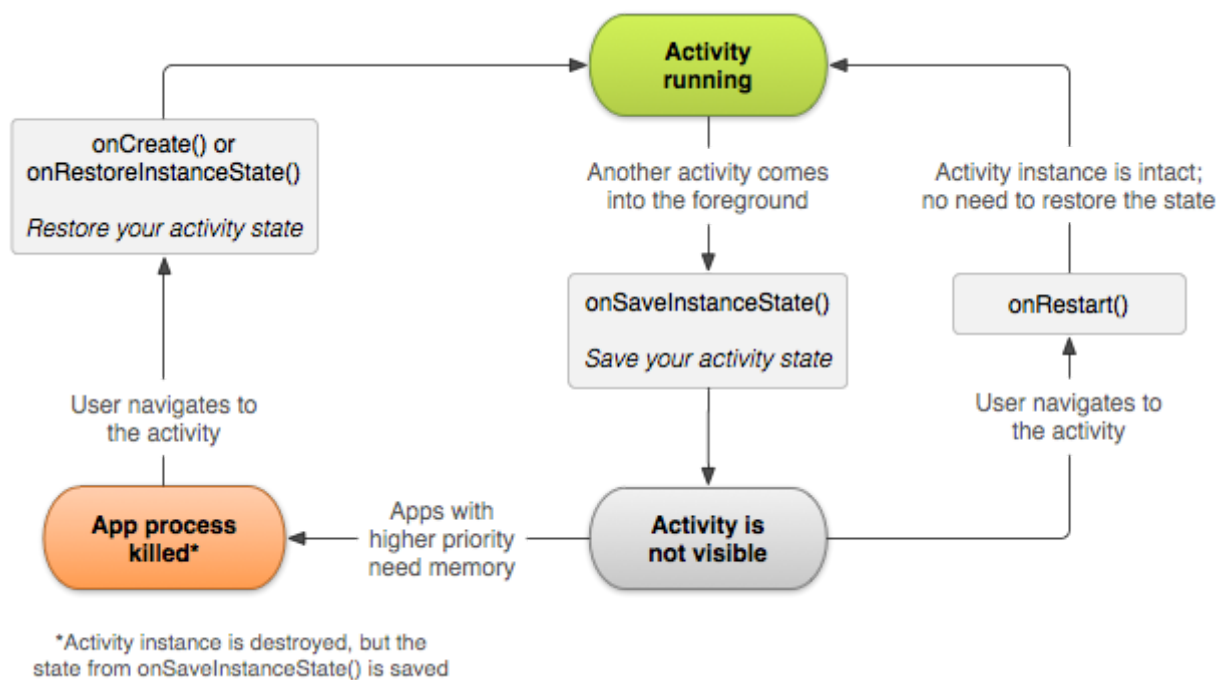 Activity
running
onCreate() or
onRestoreInstanceState()
Restore your activity state
Another activity comes
into the foreground
Activity instance is intact;
no need to restore the state
onSaveInstanceState()
Save your activity state
onRestart()
User navigates to
the activity
User navigates to
the activity
App process
killed*
Apps with
higher priority
need memory
Activity is
not visible
*Activity instance is destroyed, but the
state from onSaveInstanceState() is saved